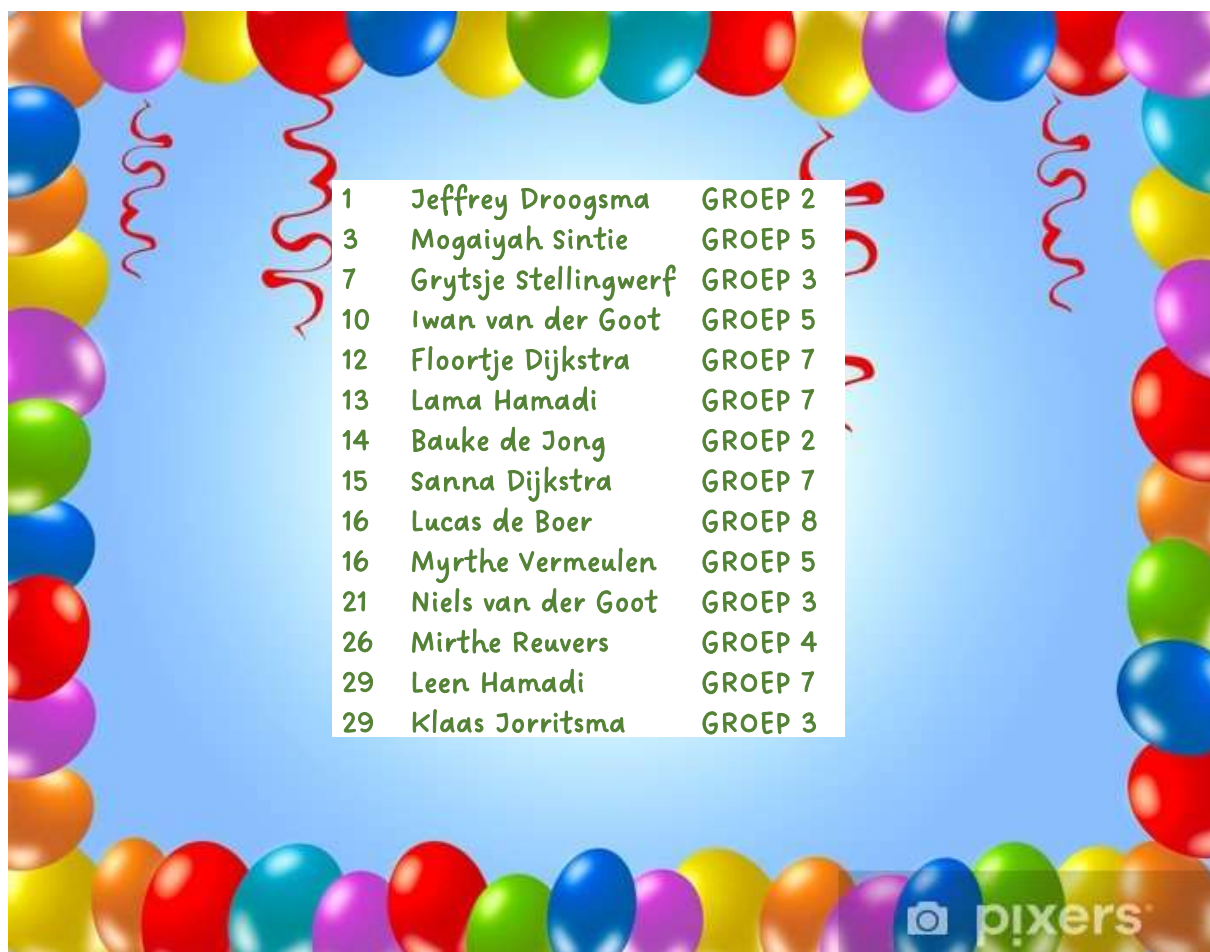 1 Jeffrey Droogsma GROEP 2
3 Mogaiyah Sintie GROEP 5
7 Grytsje Stellingwerf GROEP 3
10 Iwan van der Goot GROEP 5
12 Floortje Dijkstra GROEP 7
13 Lama Hamadi GROEP 7
14 Bauke de Jong GROEP 2
15 Sanna Dijkstra GROEP 7
16 Lucas de Boer GROEP 8
16 Myrthe Vermeulen GROEP 5
21 Niels van der Goot GROEP 3
26 Mirthe Reuvers GROEP 4
29 Leen Hamadi GROEP 7
29 Klaas Jorritsma GROEP 3
pixers